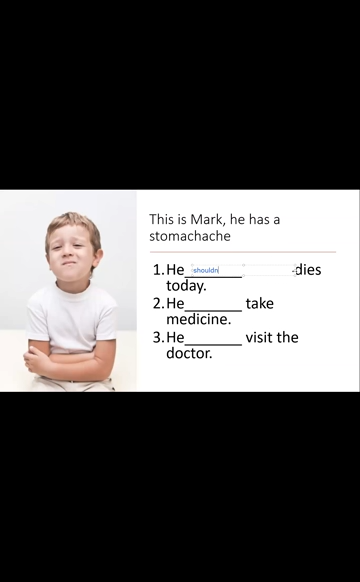 This is Mark, he has a
stomachache
1. He shouldn dies
today.
2. He_______ take
medicine.
3. He_______ visit the
doctor.